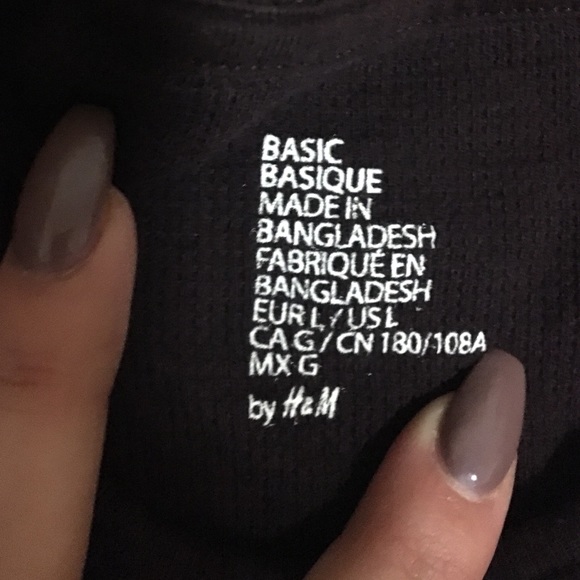 BASIC
BASIQUE
MADE IN
BANGLADESH
FABRIQUÉ EN
BANGLADESH
EUR L / US L
CA G / CN 180/108A
MX G
by H&M